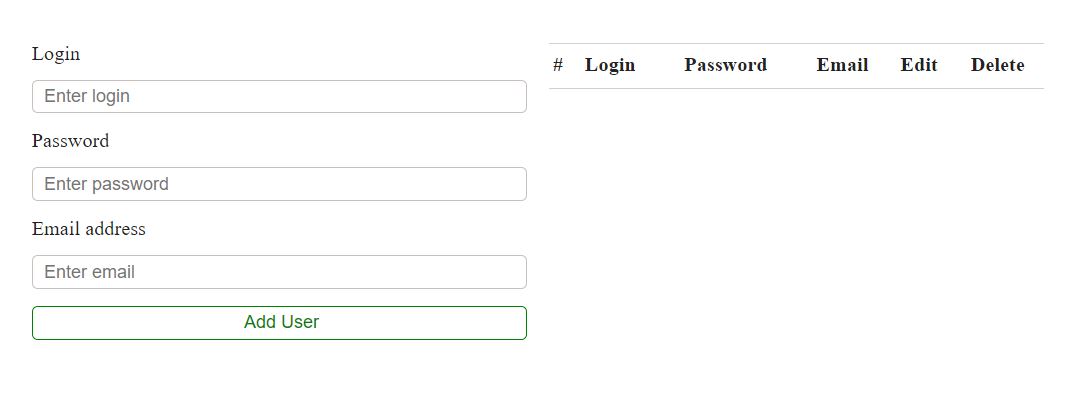 Login
Enter login
Password
Enter password
Email address
Enter email
Add User
# Login Password Email Edit Delete